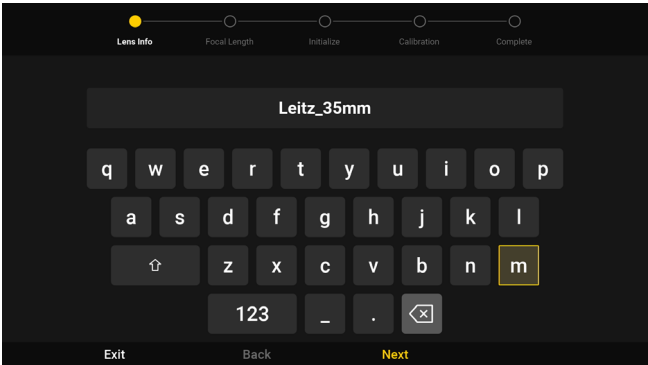 Lens Info Focal Length Initialize Calibration Complete
Leitz_35mm
q w e r t y u i o p
a s d f g h j k l
z x c v b n m
123 _ .
Exit Back Next